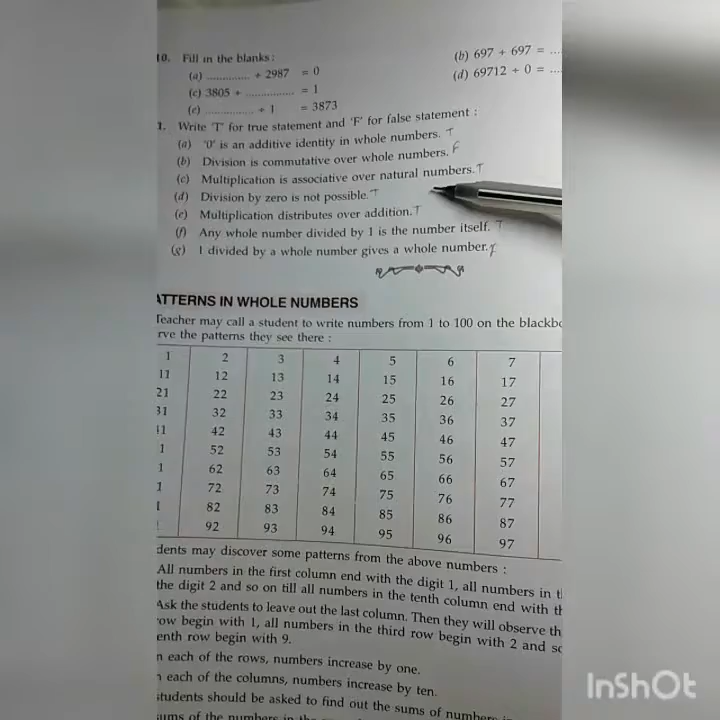 10. Fill in the blanks :
(a) .............. ÷ 2987 = 0
(b) 697 ÷ 697 = ....
(c) 3805 ÷ ................ = 1
(d) 69712 ÷ 0 = ....
(e) ................ ÷ 1 = 3873
1. Write 'T' for true statement and 'F' for false statement :
(a) '0' is an additive identity in whole numbers. T
(b) Division is commutative over whole numbers. F
(c) Multiplication is associative over natural numbers. T
(d) Division by zero is not possible. T
(e) Multiplication distributes over addition. T
(f) Any whole number divided by 1 is the number itself. T
(g) 1 divided by a whole number gives a whole number. F
ATTERNS IN WHOLE NUMBERS
Teacher may call a student to write numbers from 1 to 100 on the blackbo
rve the patterns they see there :
1 2 3 4 5 6 7
11 12 13 14 15 16 17
21 22 23 24 25 26 27
31 32 33 34 35 36 37
41 42 43 44 45 46 47
1 52 53 54 55 56 57
1 62 63 64 65 66 67
1 72 73 74 75 76 77
1 82 83 84 85 86 87
92 93 94 95 96 97
dents may discover some patterns from the above numbers :
All numbers in the first column end with the digit 1, all numbers in t
the digit 2 and so on till all numbers in the tenth column end with th
Ask the students to leave out the last column. Then they will observe th
row begin with 1, all numbers in the third row begin with 2 and so
enth row begin with 9.
n each of the rows, numbers increase by one.
n each of the columns, numbers increase by ten.
students should be asked to find out the sums of numbers
sums of the numbers in the
InShOt